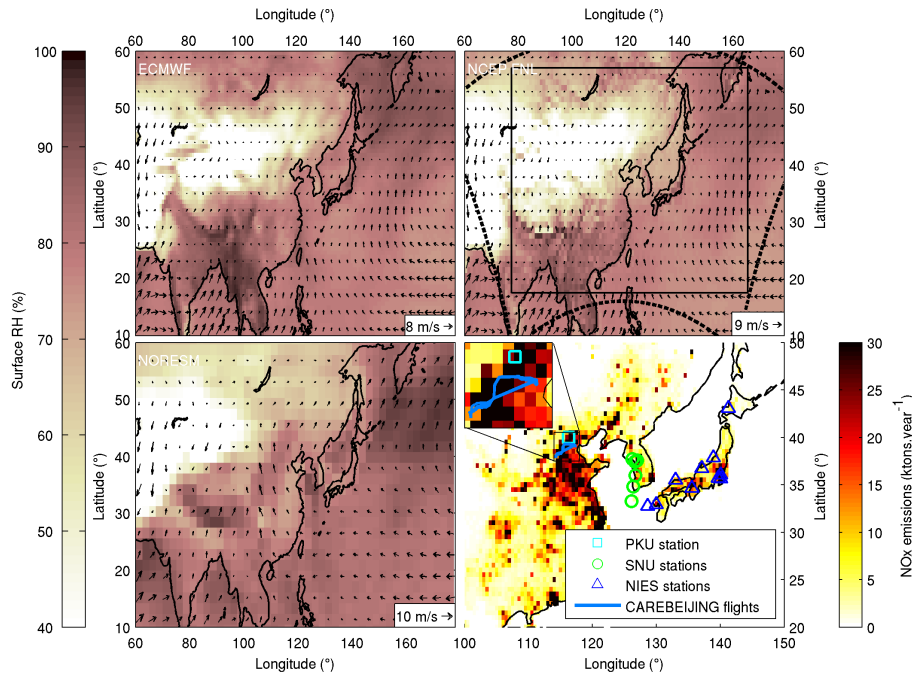 Longitude (°)
Longitude (°)
60 80 100 120 140 160
60 80 100 120 140 160
100
90
80
70
60
50
40
Surface RH (%)
60
50
40
30
20
10
Latitude (°)
ECMWF
8 m/s
NCEP FNL
9 m/s
60
50
40
30
20
10
Latitude (°)
60
50
40
30
20
10
Latitude (°)
NORESM
10 m/s
60 80 100 120 140 160
Longitude (°)
PKU station
SNU stations
NIES stations
CAREBEIJING flights
100 110 120 130 140 150
Longitude (°)
50
45
40
35
30
25
20
Latitude (°)
30
25
20
15
10
5
0
NOx emissions (ktons.year⁻¹)